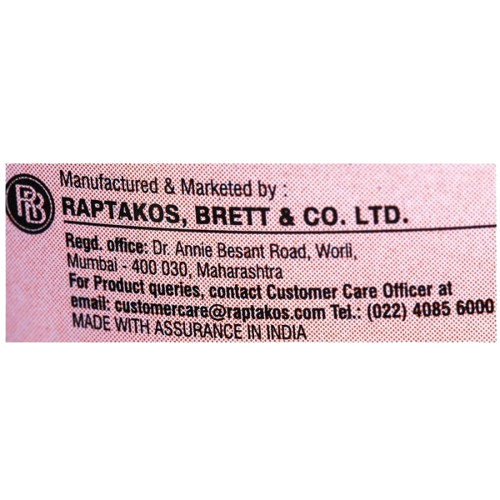 RB
Manufactured & Marketed by :
RAPTAKOS, BRETT & CO. LTD.
Regd. office: Dr. Annie Besant Road, Worli,
Mumbai - 400 030, Maharashtra
For Product queries, contact Customer Care Officer at
email: customercare@raptakos.com Tel.: (022) 4085 6000
MADE WITH ASSURANCE IN INDIA